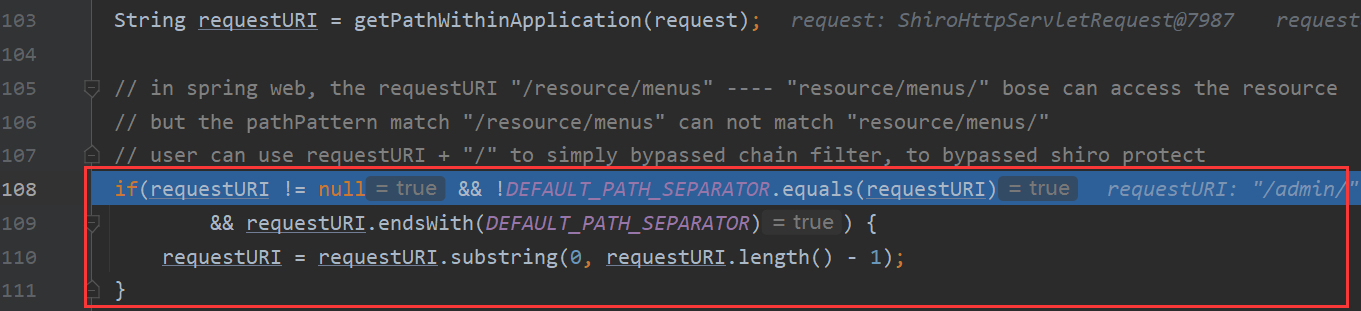 103 String requestURI = getPathWithinApplication(request); request: ShiroHttpServletRequest@7987 request
104
105 // in spring web, the requestURI "/resource/menus" ---- "resource/menus/" bose can access the resource
106 // but the pathPattern match "/resource/menus" can not match "resource/menus/"
107 // user can use requestURI + "/" to simply bypassed chain filter, to bypassed shiro protect
108 if(requestURI != null = true && !DEFAULT_PATH_SEPARATOR.equals(requestURI) = true requestURI: "/admin/"
109 && requestURI.endsWith(DEFAULT_PATH_SEPARATOR) = true ) {
110 requestURI = requestURI.substring(0, requestURI.length() - 1);
111 }